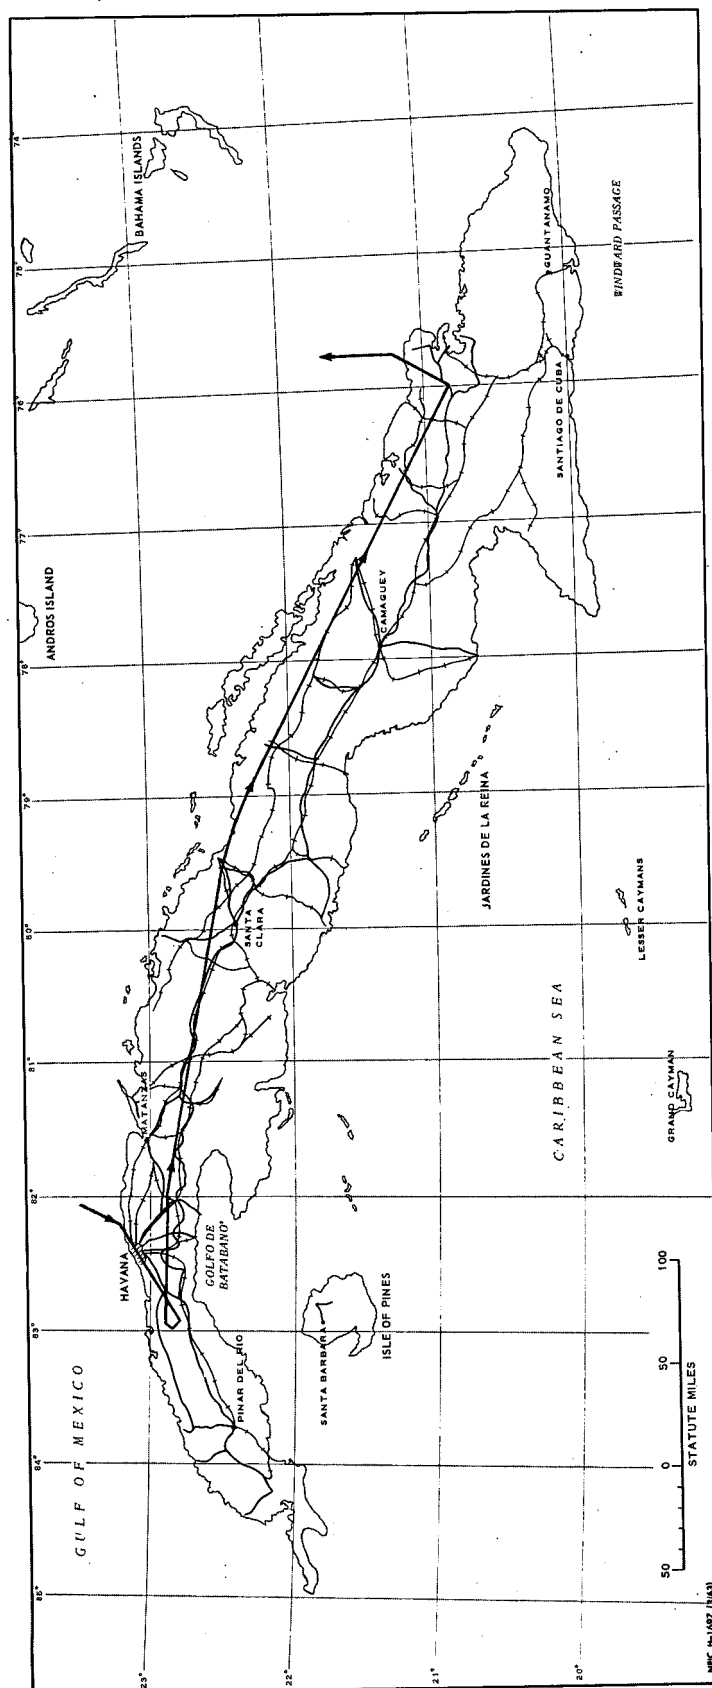 GULF OF MEXICO
HAVANA
MATANZAS
PINAR DEL RIO
GOLFO DE
BATABANO
SANTA BARBARA
ISLE OF PINES
SANTA
CLARA
CAMAGUEY
JARDINES DE LA REINA
CARIBBEAN SEA
GRAND CAYMAN
LESSER CAYMANS
ANDROS ISLAND
BAHAMA ISLANDS
GUANTANAMO
SANTIAGO DE CUBA
WINDWARD PASSAGE
85°
84°
83°
82°
81°
80°
79°
78°
77°
76°
75°
74°
23°
22°
21°
20°
50 0 50 100
STATUTE MILES